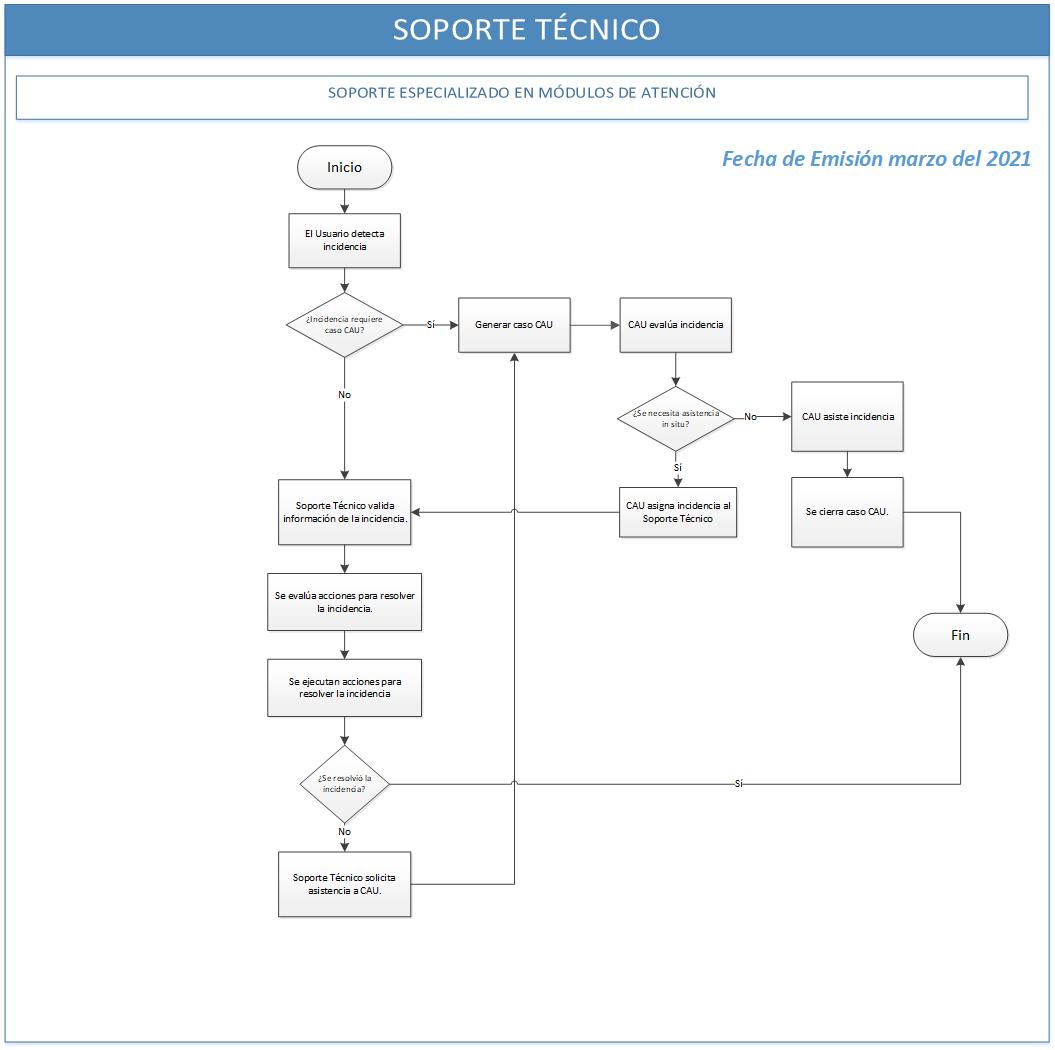 SOPORTE TÉCNICO
SOPORTE ESPECIALIZADO EN MÓDULOS DE ATENCIÓN
Fecha de Emisión marzo del 2021
Inicio
El Usuario detecta
incidencia
¿Incidencia requiere
caso CAU?
Sí
Generar caso CAU
CAU evalúa incidencia
No
¿Se necesita asistencia
in situ?
No
CAU asiste incidencia
Sí
Soporte Técnico valida
información de la incidencia.
CAU asigna incidencia al
Soporte Técnico
Se cierra caso CAU.
Se evalúa acciones para resolver
la incidencia.
Fin
Se ejecutan acciones para
resolver la incidencia
¿Se resolvió la
incidencia?
Sí
No
Soporte Técnico solicita
asistencia a CAU.